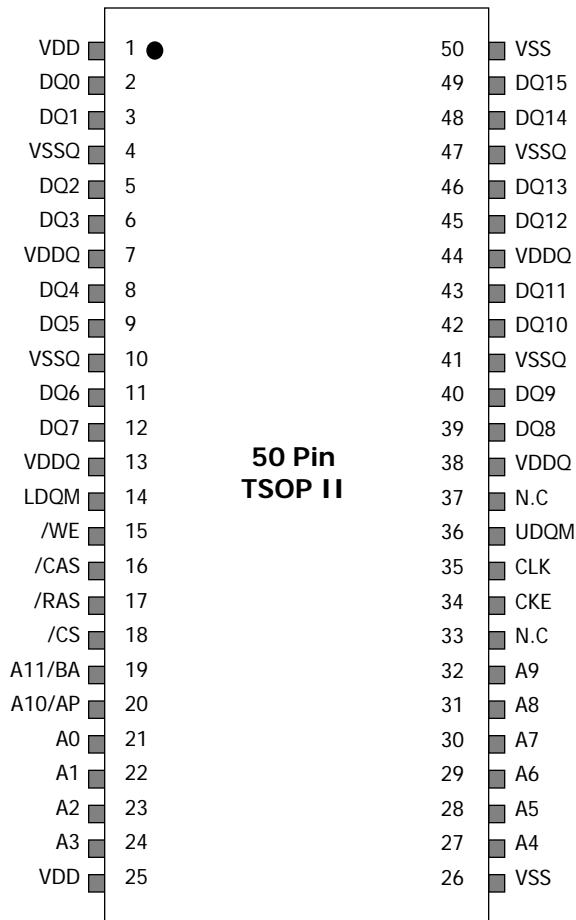 VDD 1 50 VSS
DQ0 2 49 DQ15
DQ1 3 48 DQ14
VSSQ 4 47 VSSQ
DQ2 5 46 DQ13
DQ3 6 45 DQ12
VDDQ 7 44 VDDQ
DQ4 8 43 DQ11
DQ5 9 42 DQ10
VSSQ 10 41 VSSQ
DQ6 11 40 DQ9
DQ7 12 39 DQ8
VDDQ 13 50 Pin 38 VDDQ
LDQM 14 TSOP II 37 N.C
/WE 15 36 UDQM
/CAS 16 35 CLK
/RAS 17 34 CKE
/CS 18 33 N.C
A11/BA 19 32 A9
A10/AP 20 31 A8
A0 21 30 A7
A1 22 29 A6
A2 23 28 A5
A3 24 27 A4
VDD 25 26 VSS